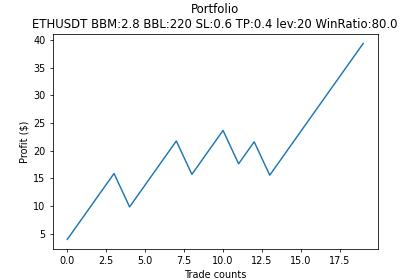 Portfolio
ETHUSDT BBM:2.8 BBL:220 SL:0.6 TP:0.4 lev:20 WinRatio:80.0
40
35
30
25
20
15
10
5
Profit ($)
0.0 2.5 5.0 7.5 10.0 12.5 15.0 17.5
Trade counts